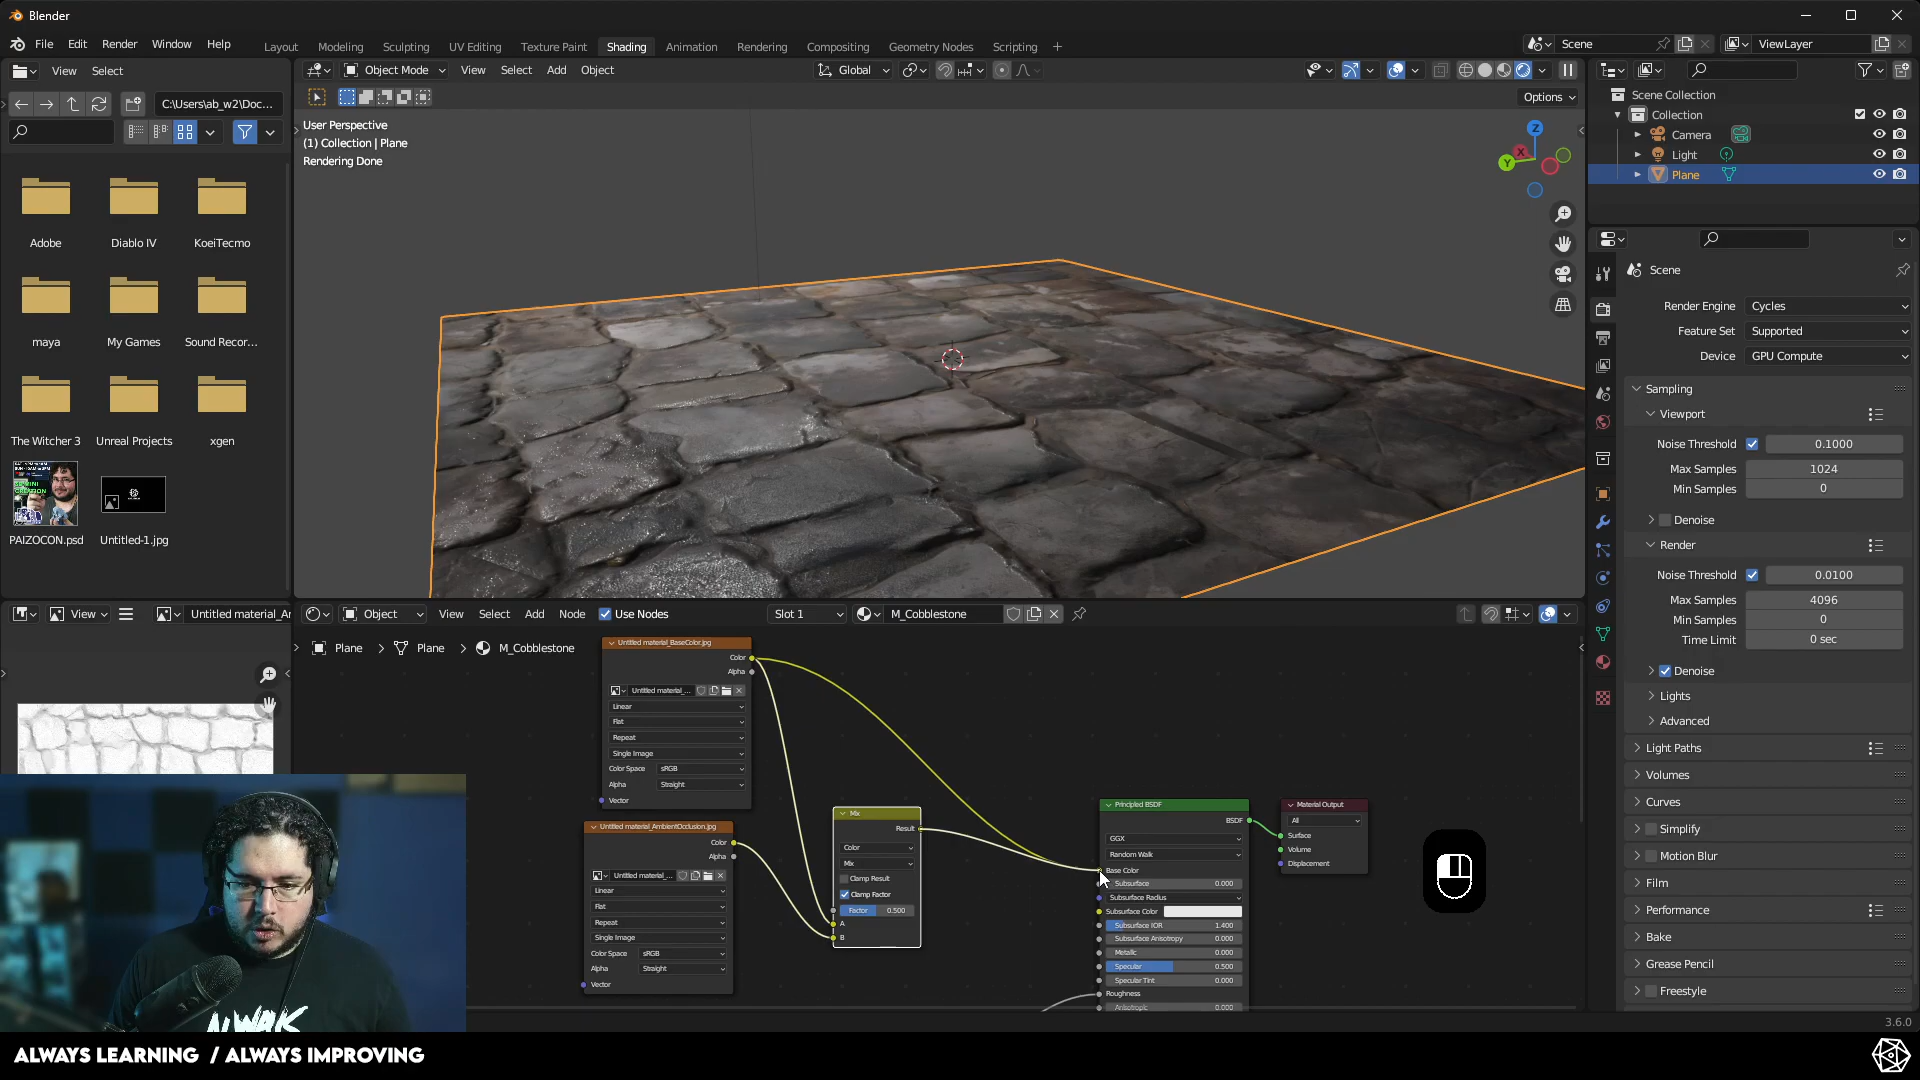 Blender
File Edit Render Window Help
Layout Modeling Sculpting UV Editing Texture Paint Shading Animation Rendering Compositing Geometry Nodes Scripting +
Scene
ViewLayer
View Select
Object Mode View Select Add Object
Global
C:\Users\ab_w2\Doc...
Options
User Perspective
(1) Collection | Plane
Rendering Done
Z
Y
X
Adobe
Diablo IV
KoeiTecmo
maya
My Games
Sound Recor...
The Witcher 3
Unreal Projects
xgen
PAIZOCON.psd
Untitled-1.jpg
Scene Collection
Collection
Camera
Light
Plane
Scene
Render Engine Cycles
Feature Set Supported
Device GPU Compute
Sampling
Viewport
Noise Threshold 0.1000
Max Samples 1024
Min Samples 0
Denoise
Render
Noise Threshold 0.0100
Max Samples 4096
Min Samples 0
Time Limit 0 sec
Denoise
Lights
Advanced
Light Paths
Volumes
Curves
Simplify
Motion Blur
Film
Performance
Bake
Grease Pencil
Freestyle
View
Untitled material_Ar
Object View Select Add Node Use Nodes
Slot 1
M_Cobblestone
Plane > Plane > M_Cobblestone
Untitled material_BaseColor.jpg
Color
Alpha
Untitled material_...
Linear
Flat
Repeat
Single Image
Color Space sRGB
Alpha Straight
Vector
Untitled material_AmbientOcclusion.jpg
Color
Alpha
Untitled material_...
Linear
Flat
Repeat
Single Image
Color Space sRGB
Alpha Straight
Vector
Mix
Result
Color
Mix
Clamp Result
Clamp Factor
Factor 0.500
A
B
Principled BSDF
BSDF
GGX
Random Walk
Base Color
Subsurface 0.000
Subsurface Radius
Subsurface Color
Subsurface IOR 1.400
Subsurface Anisotropy 0.000
Metallic 0.000
Specular 0.500
Specular Tint 0.000
Roughness
Anisotropic 0.000
Material Output
All
Surface
Volume
Displacement
3.6.0
ALWAYS LEARNING / ALWAYS IMPROVING